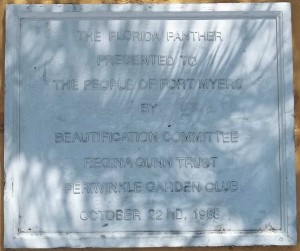 THE FLORIDA PANTHER
PRESENTED TO
THE PEOPLE OF FORT MYERS
BY
BEAUTIFICATION COMMITTEE
REGINA GUNN TRUST
PERIWINKLE GARDEN CLUB
OCTOBER 22 ND,